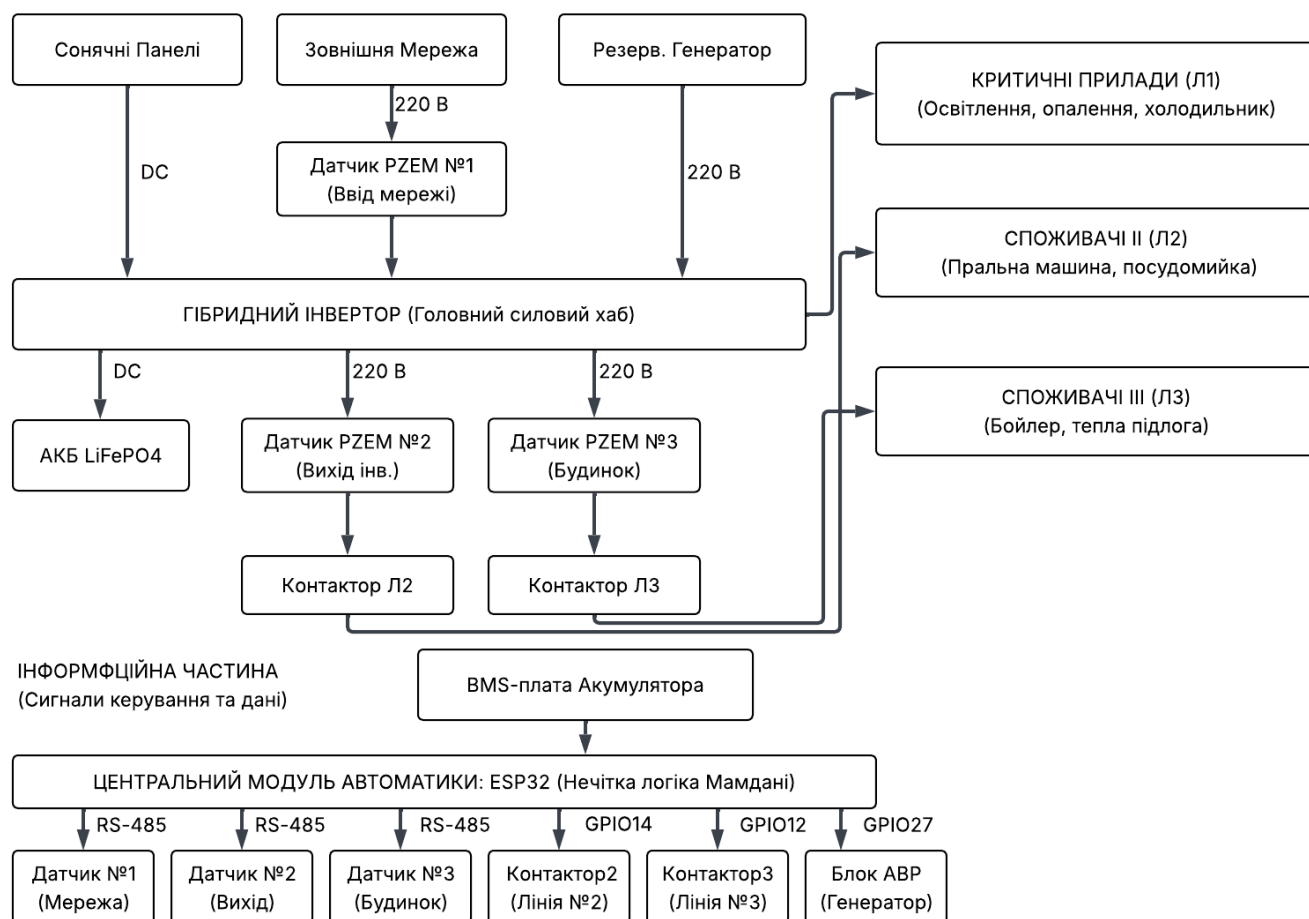 Сонячні Панелі
Зовнішня Мережа
Резерв. Генератор
КРИТИЧНІ ПРИЛАДИ (Л1)
(Освітлення, опалення, холодильник)
220 В
DC
Датчик PZEM №1
(Ввід мережі)
220 В
СПОЖИВАЧІ II (Л2)
(Пральна машина, посудомийка)
ГІБРИДНИЙ ІНВЕРТОР (Головний силовий хаб)
DC
220 В
220 В
СПОЖИВАЧІ III (Л3)
(Бойлер, тепла підлога)
АКБ LiFePO4
Датчик PZEM №2
(Вихід інв.)
Датчик PZEM №3
(Будинок)
Контактор Л2
Контактор Л3
ІНФОРМФЦІЙНА ЧАСТИНА
(Сигнали керування та дані)
BMS-плата Акумулятора
ЦЕНТРАЛЬНИЙ МОДУЛЬ АВТОМАТИКИ: ESP32 (Нечітка логіка Мамдані)
RS-485
RS-485
RS-485
GPIO14
GPIO12
GPIO27
Датчик №1
(Мережа)
Датчик №2
(Вихід)
Датчик №3
(Будинок)
Контактор2
(Лінія №2)
Контактор3
(Лінія №3)
Блок АВР
(Генератор)